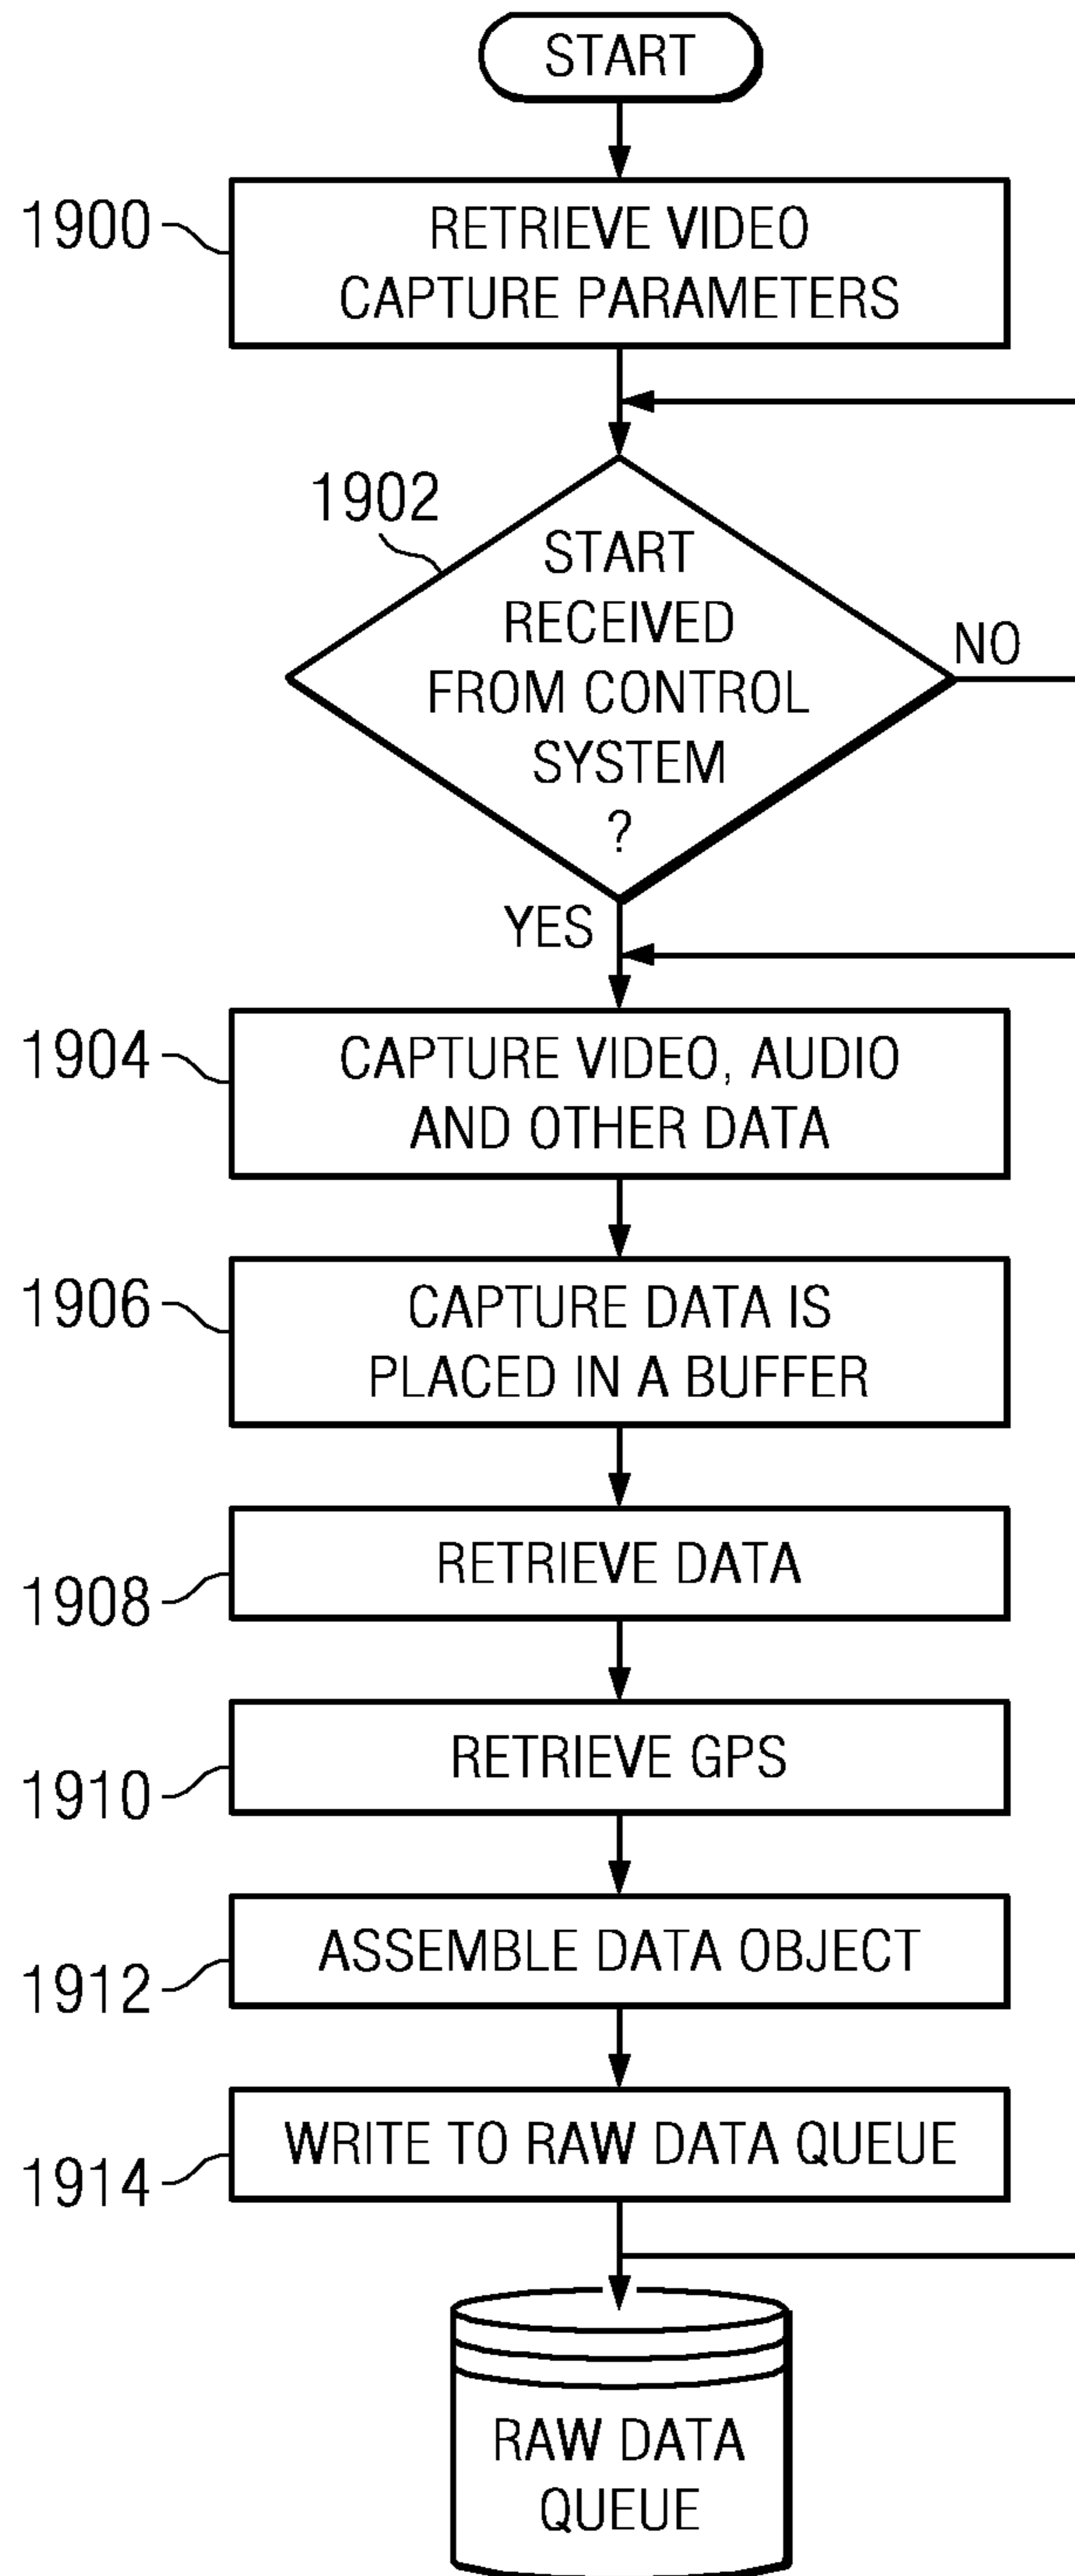 START
1900
RETRIEVE VIDEO
CAPTURE PARAMETERS
1902
START
RECEIVED
FROM CONTROL
SYSTEM
?
NO
YES
1904
CAPTURE VIDEO, AUDIO
AND OTHER DATA
1906
CAPTURE DATA IS
PLACED IN A BUFFER
1908
RETRIEVE DATA
1910
RETRIEVE GPS
1912
ASSEMBLE DATA OBJECT
1914
WRITE TO RAW DATA QUEUE
RAW DATA
QUEUE